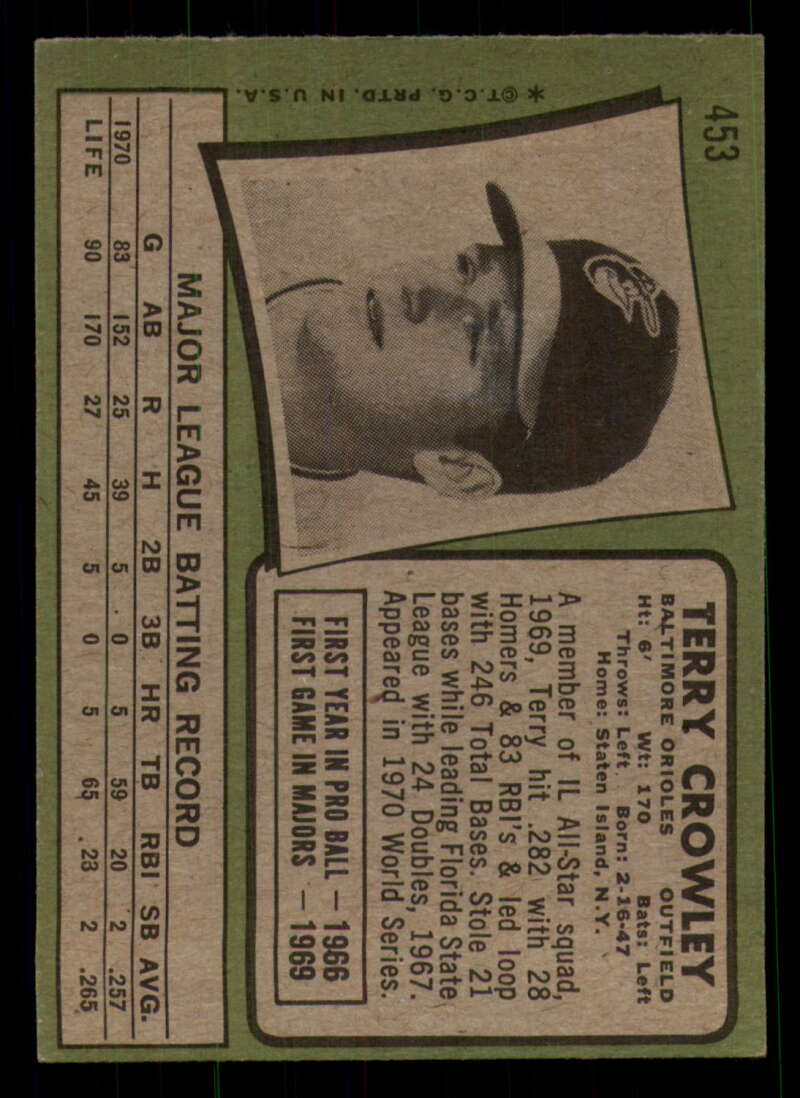 453
*©T.C.G. PRTD. IN U.S.A.
TERRY CROWLEY
BALTIMORE ORIOLES OUTFIELD
Ht: 6' Wt: 170 Bats: Left
Throws: Left Born: 2-16-47
Home: Staten Island, N.Y.
A member of IL All-Star squad,
1969, Terry hit .282 with 28
Homers & 83 RBI's & led loop
with 246 Total Bases. Stole 21
bases while leading Florida State
League with 24 Doubles, 1967.
Appeared in 1970 World Series.
FIRST YEAR IN PRO BALL — 1966
FIRST GAME IN MAJORS — 1969
MAJOR LEAGUE BATTING RECORD
G AB R H 2B 3B HR TB RBI SB AVG.
1970 83 152 25 39 5 0 5 59 20 2 .257
LIFE 90 170 27 45 5 0 5 65 23 2 .265